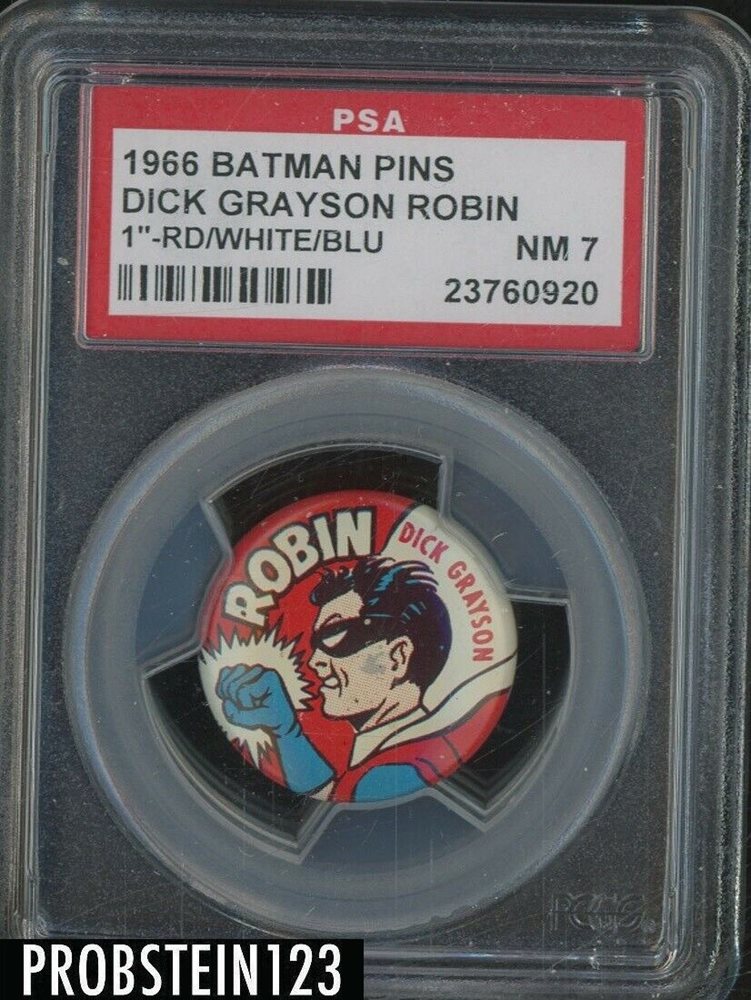 PSA
1966 BATMAN PINS
DICK GRAYSON ROBIN
1"-RD/WHITE/BLU NM 7
23760920
ROBIN
DICK GRAYSON
PROBSTEIN123